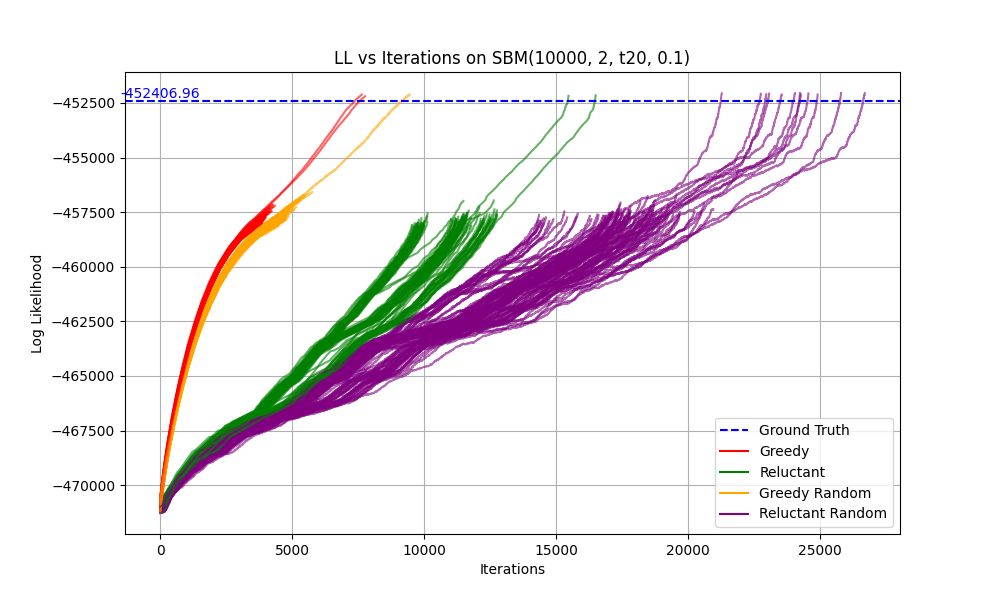 LL vs Iterations on SBM(10000, 2, t20, 0.1)
-452406.96
−452500
−455000
−457500
−460000
−462500
−465000
−467500
−470000
Log Likelihood
0
5000
10000
15000
20000
25000
Iterations
Ground Truth
Greedy
Reluctant
Greedy Random
Reluctant Random